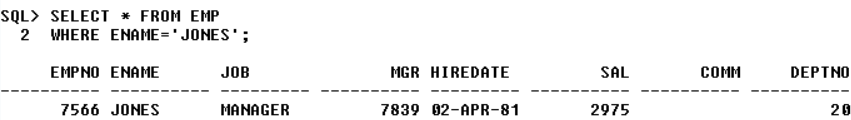 SQL> SELECT * FROM EMP
  2  WHERE ENAME='JONES';
     EMPNO ENAME      JOB              MGR HIREDATE         SAL       COMM     DEPTNO
---------- ---------- --------- ---------- --------- ---------- ---------- ----------
      7566 JONES      MANAGER         7839 02-APR-81       2975                    20